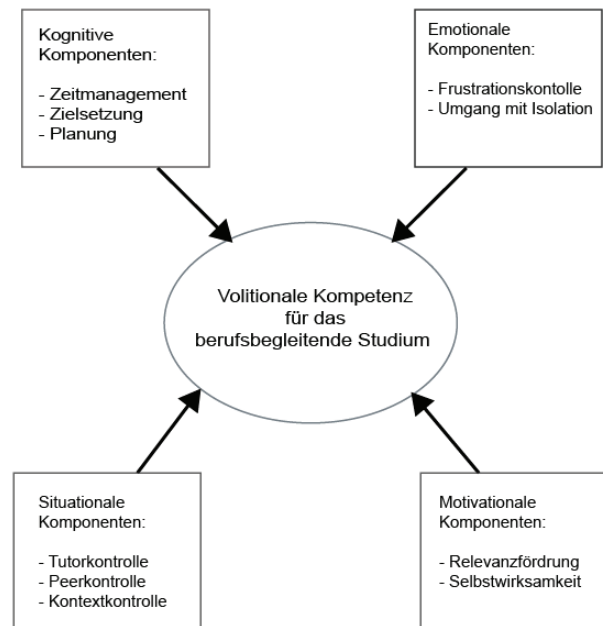 Kognitive
Komponenten:
- Zeitmanagement
- Zielsetzung
- Planung
Emotionale
Komponenten:
- Frustrationskontolle
- Umgang mit Isolation
Volitionale Kompetenz
für das
berufsbegleitende Studium
Situationale
Komponenten:
- Tutorkontrolle
- Peerkontrolle
- Kontextkontrolle
Motivationale
Komponenten:
- Relevanzfördrung
- Selbstwirksamkeit